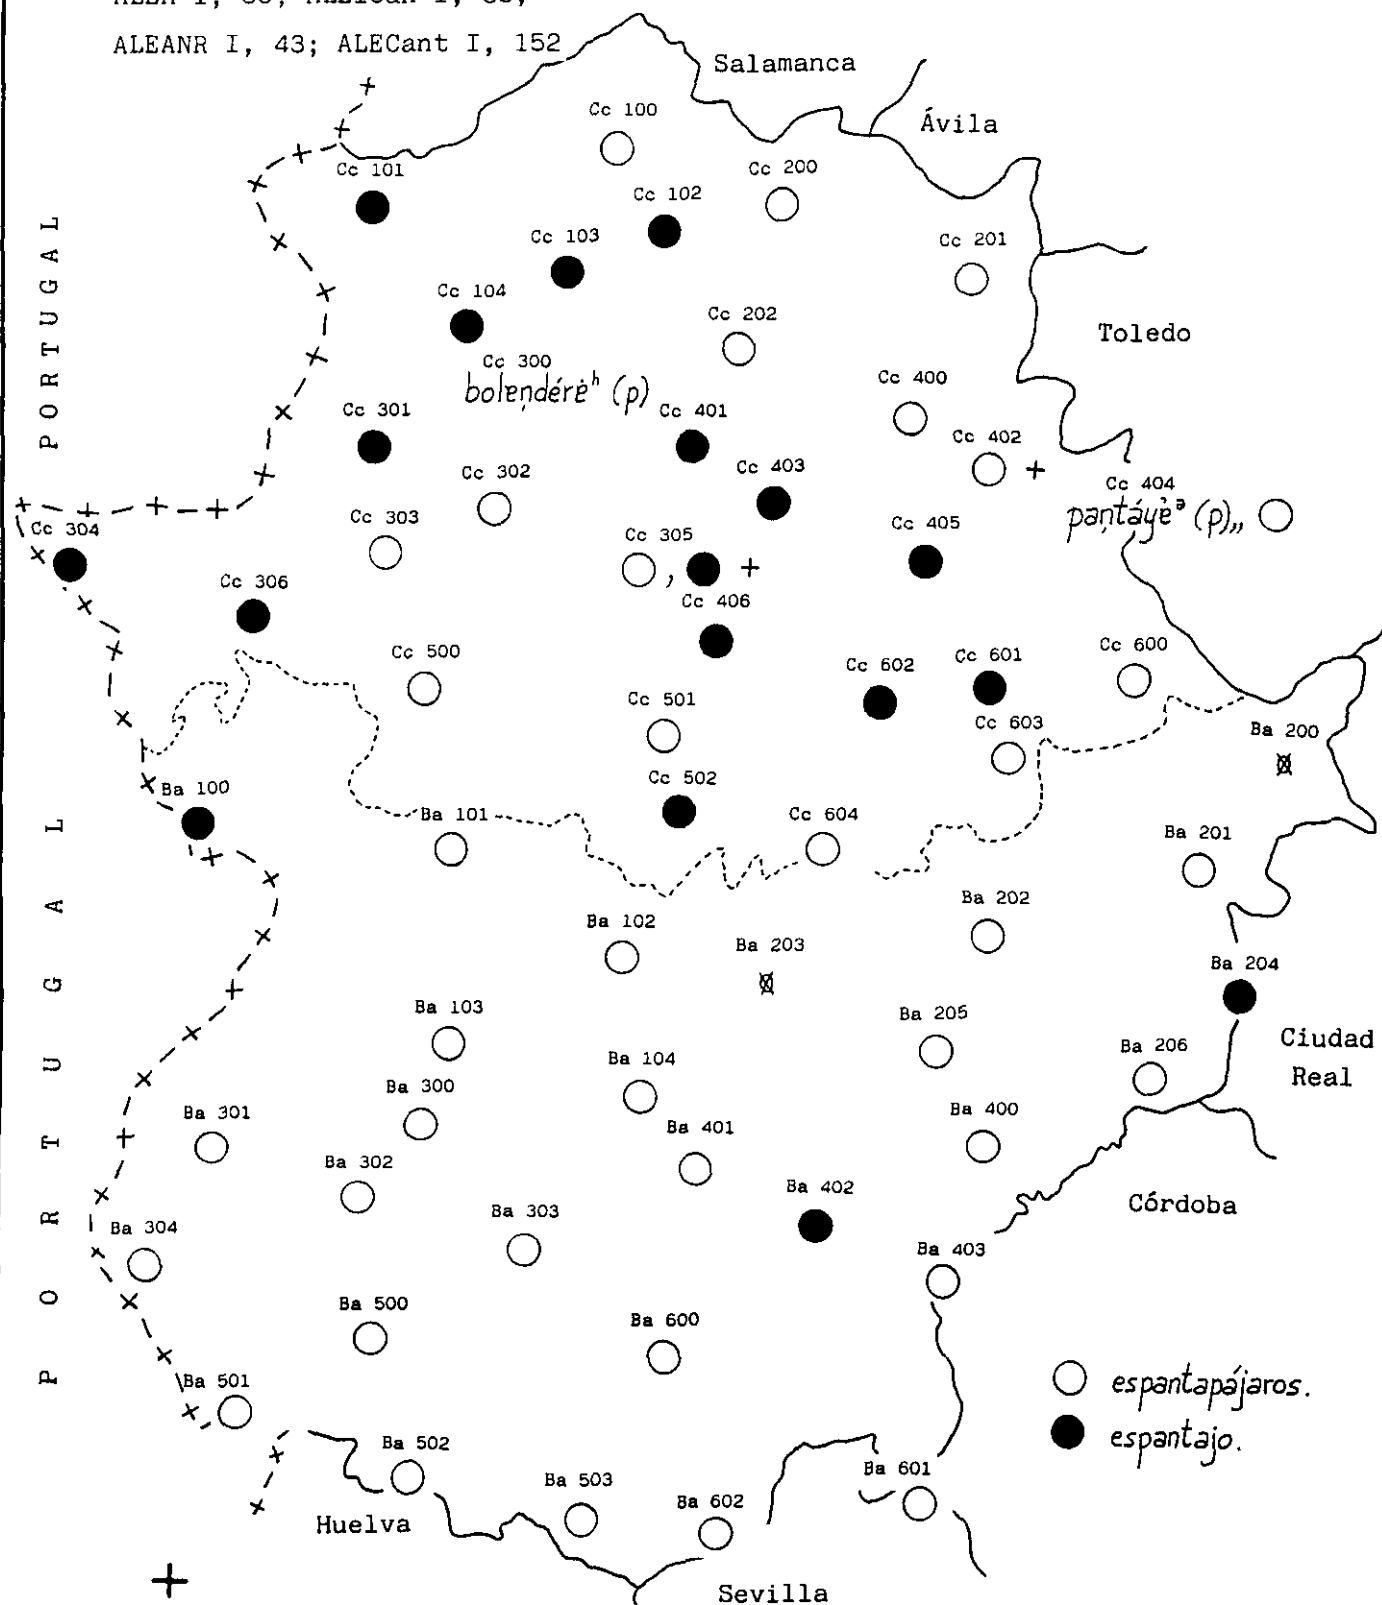 ALEANR I, 43; ALECant I, 152
Salamanca
Cc 100
Ávila
Cc 101
Cc 200
Cc 102
PORTUGAL
Cc 103
Cc 201
Cc 104
Cc 202
Toledo
Cc 300
Cc 400
Cc 301
Cc 401
Cc 402
+
Cc 302
Cc 403
Cc 404
Cc 303
Cc 304
Cc 305
, +
Cc 405
Cc 306
Cc 406
Cc 500
Cc 602
Cc 601
Cc 600
Cc 501
Cc 603
Ba 200
Cc 502
Ba 100
Ba 101
Cc 604
PORTUGAL
Ba 201
Ba 202
Ba 102
Ba 203
Ba 204
Ba 103
Ba 205
Ciudad
Real
Ba 104
Ba 206
Ba 300
Ba 301
Ba 400
Ba 401
Ba 302
Ba 402
Córdoba
Ba 303
Ba 304
Ba 403
Ba 500
Ba 600
Ba 501
espantapájaros.
espantajo.
Ba 502
Ba 503
Ba 601
Ba 602
Huelva
Sevilla
+